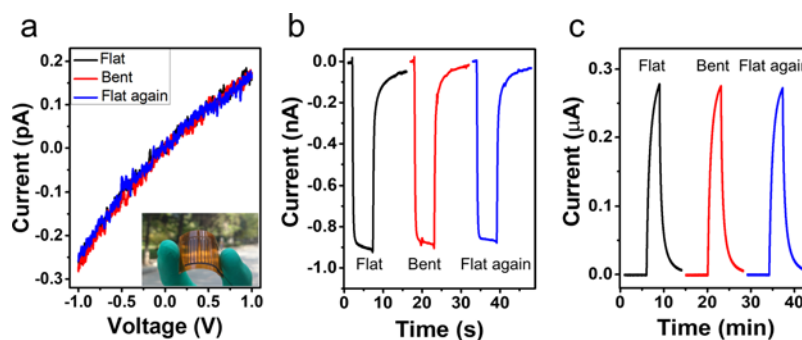 a
0.2
0.1
0.0
-0.1
-0.2
-0.3
Current (pA)
Flat
Bent
Flat again
-1.0 -0.5 0.0 0.5 1.0
Voltage (V)
b
0.0
-0.2
-0.4
-0.6
-0.8
-1.0
Current (nA)
Flat Bent Flat again
0 10 20 30 40
Time (s)
c
0.3
0.2
0.1
0.0
Current (μA)
Flat Bent Flat again
0 10 20 30 40
Time (min)